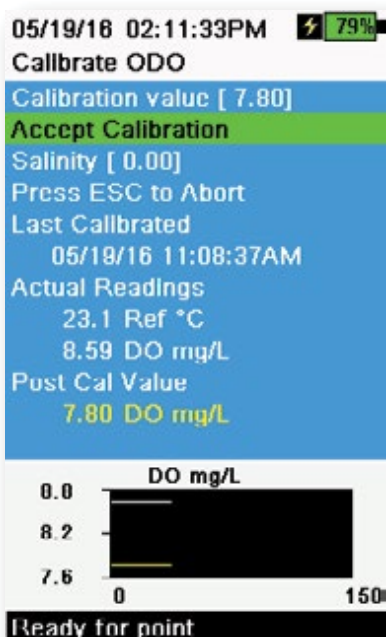 05/19/16 02:11:33PM 79%
Calibrate ODO
Calibration value [ 7.80]
Accept Calibration
Salinity [ 0.00]
Press ESC to Abort
Last Calibrated
05/19/16 11:08:37AM
Actual Readings
23.1 Ref °C
8.59 DO mg/L
Post Cal Value
7.80 DO mg/L
DO mg/L
8.2
7.6
0 150
Ready for point